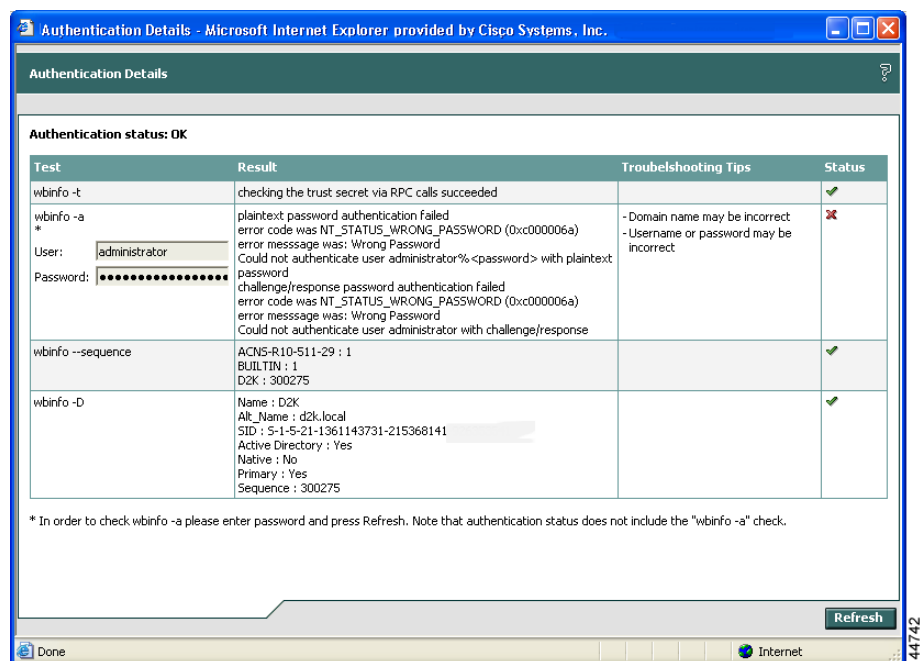 Authentication Details - Microsoft Internet Explorer provided by Cisco Systems, Inc.
Authentication Details
?
Authentication status: OK
Test Result Troubelshooting Tips Status
wbinfo -t
checking the trust secret via RPC calls succeeded
wbinfo -a
*
User: administrator
Password: ●●●●●●●●●●●●●●●●
plaintext password authentication failed
error code was NT_STATUS_WRONG_PASSWORD (0xc000006a)
error messsage was: Wrong Password
Could not authenticate user administrator%<password> with plaintext
password
challenge/response password authentication failed
error code was NT_STATUS_WRONG_PASSWORD (0xc000006a)
error messsage was: Wrong Password
Could not authenticate user administrator with challenge/response
- Domain name may be incorrect
- Username or password may be
incorrect
wbinfo --sequence
ACNS-R10-511-29 : 1
BUILTIN : 1
D2K : 300275
wbinfo -D
Name : D2K
Alt_Name : d2k.local
SID : S-1-5-21-1361143731-215368141
Active Directory : Yes
Native : No
Primary : Yes
Sequence : 300275
* In order to check wbinfo -a please enter password and press Refresh. Note that authentication status does not include the "wbinfo -a" check.
Refresh
Done
Internet
44742